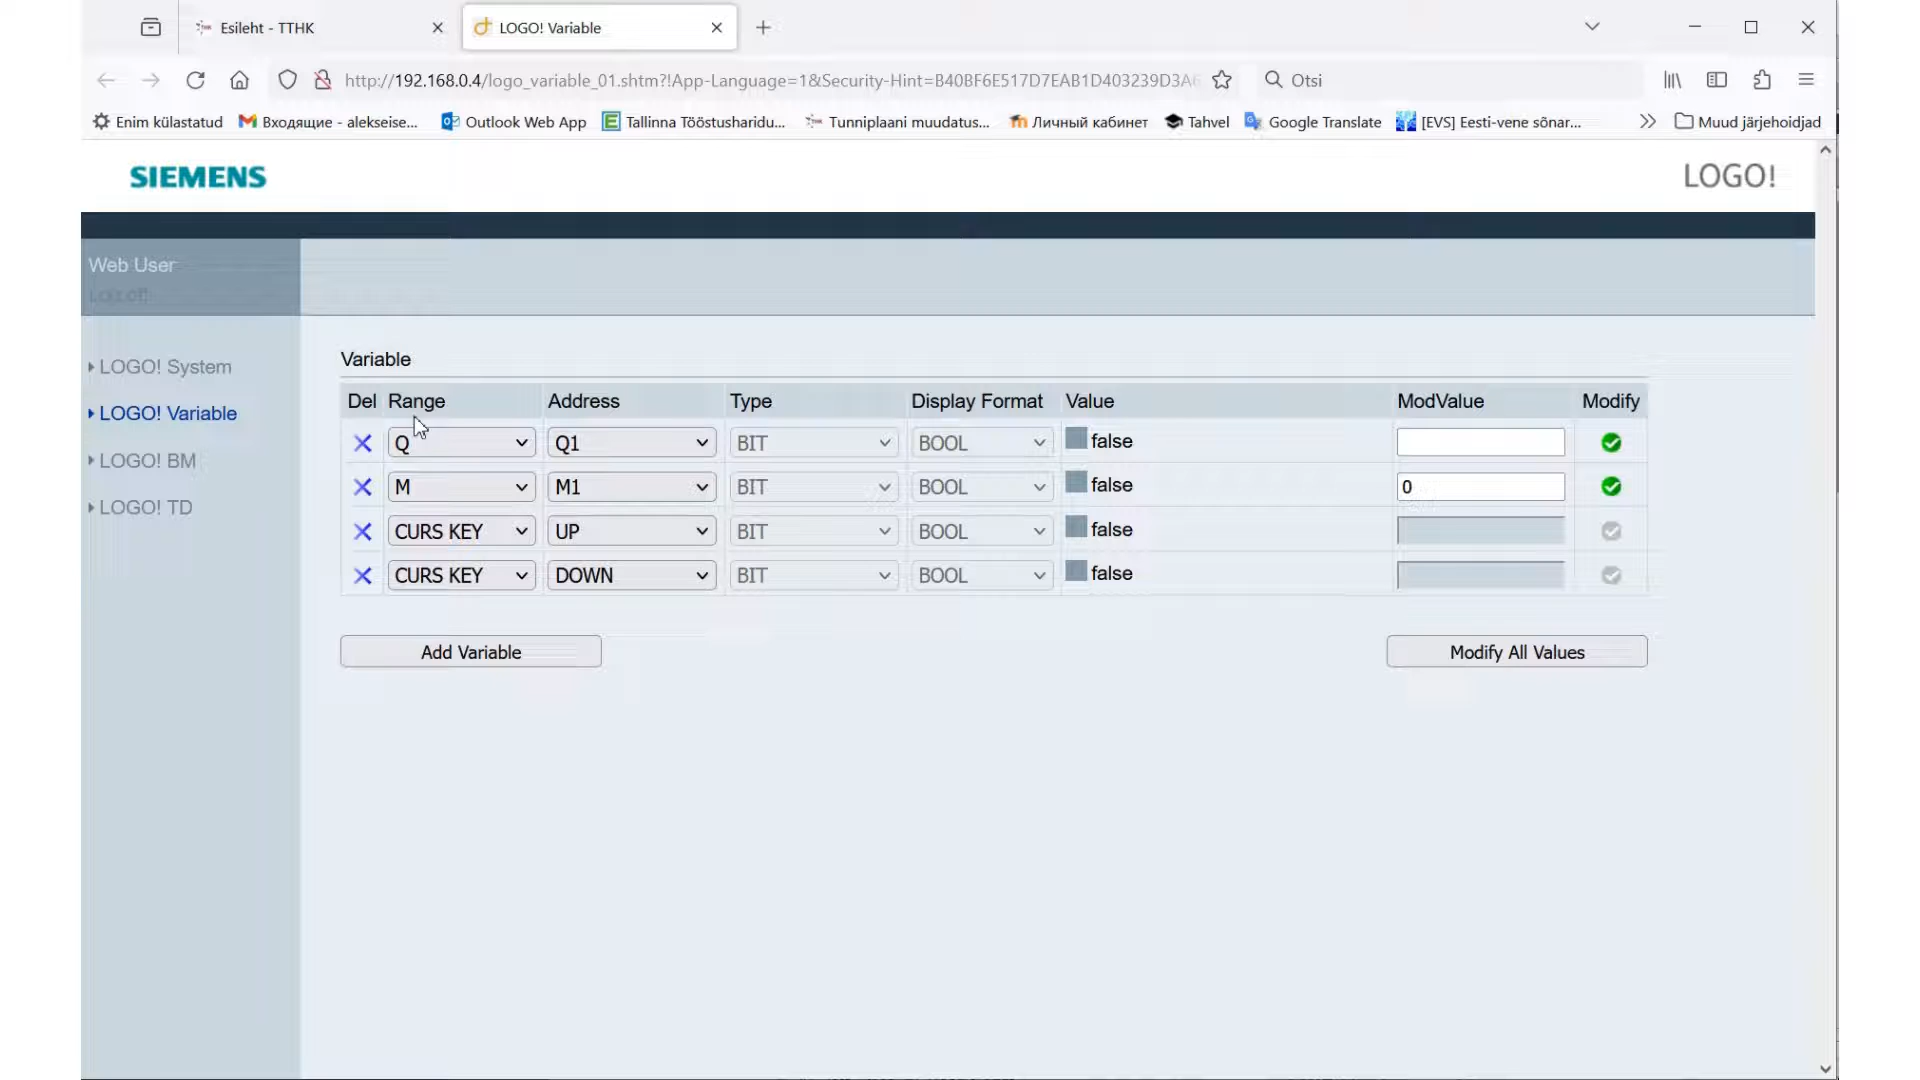 Esileht - TTHK
LOGO! Variable
http://192.168.0.4/logo_variable_01.shtm?!App-Language=1&Security-Hint=B40BF6E517D7EAB1D403239D3A6
Otsi
Enim külastatud
Входящие - alekseise...
Outlook Web App
Tallinna Tööstusharidu...
Tunniplaani muudatus...
Личный кабинет
Tahvel
Google Translate
[EVS] Eesti-vene sõnar...
Muud järjehoidjad
SIEMENS
LOGO!
Web User
LOGO! System
LOGO! Variable
LOGO! BM
LOGO! TD
Variable
Del Range Address Type Display Format Value ModValue Modify
Q Q1 BIT BOOL false
M M1 BIT BOOL false 0
CURS KEY UP BIT BOOL false
CURS KEY DOWN BIT BOOL false
Add Variable
Modify All Values